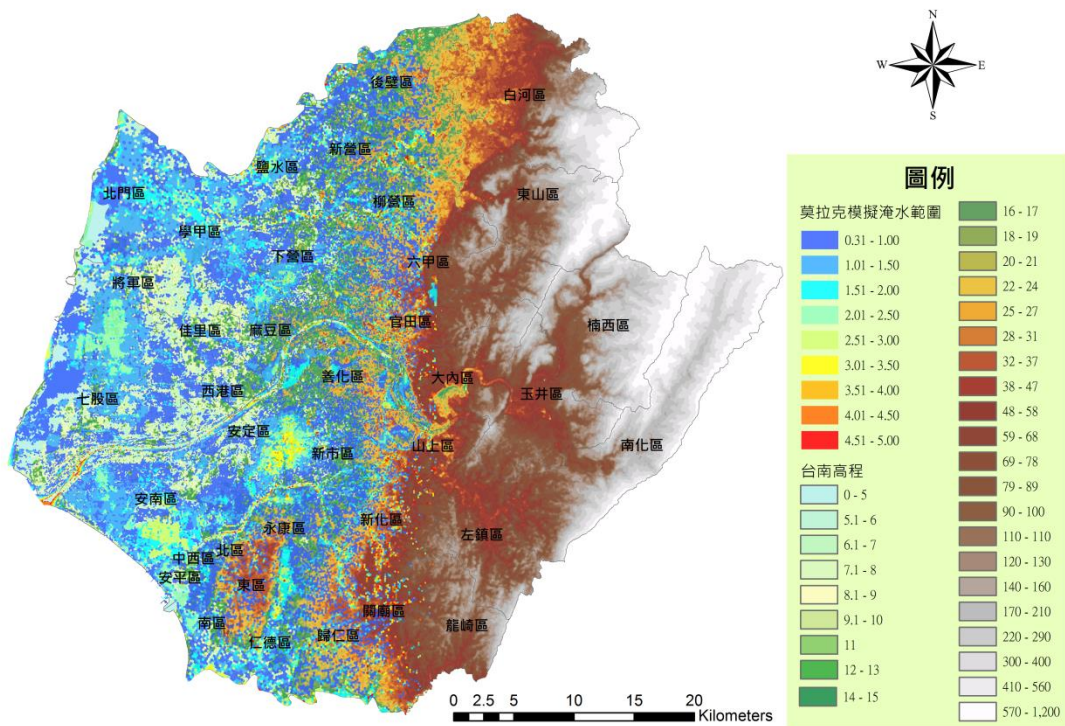 N
W E
S
後壁區
白河區
新營區
鹽水區
北門區
柳營區
東山區
學甲區
下營區
六甲區
將軍區
官田區
佳里區
麻豆區
楠西區
善化區
大內區
西港區
玉井區
七股區
安定區
山上區
南化區
新市區
安南區
新化區
永康區
左鎮區
北區
中西區
安平區
東區
關廟區
南區
龍崎區
仁德區
歸仁區
0 2.5 5 10 15 20
Kilometers
圖例
莫拉克模擬淹水範圍
0.31 - 1.00
1.01 - 1.50
1.51 - 2.00
2.01 - 2.50
2.51 - 3.00
3.01 - 3.50
3.51 - 4.00
4.01 - 4.50
4.51 - 5.00
台南高程
0 - 5
5.1 - 6
6.1 - 7
7.1 - 8
8.1 - 9
9.1 - 10
11
12 - 13
14 - 15
16 - 17
18 - 19
20 - 21
22 - 24
25 - 27
28 - 31
32 - 37
38 - 47
48 - 58
59 - 68
69 - 78
79 - 89
90 - 100
110 - 110
120 - 130
140 - 160
170 - 210
220 - 290
300 - 400
410 - 560
570 - 1,200